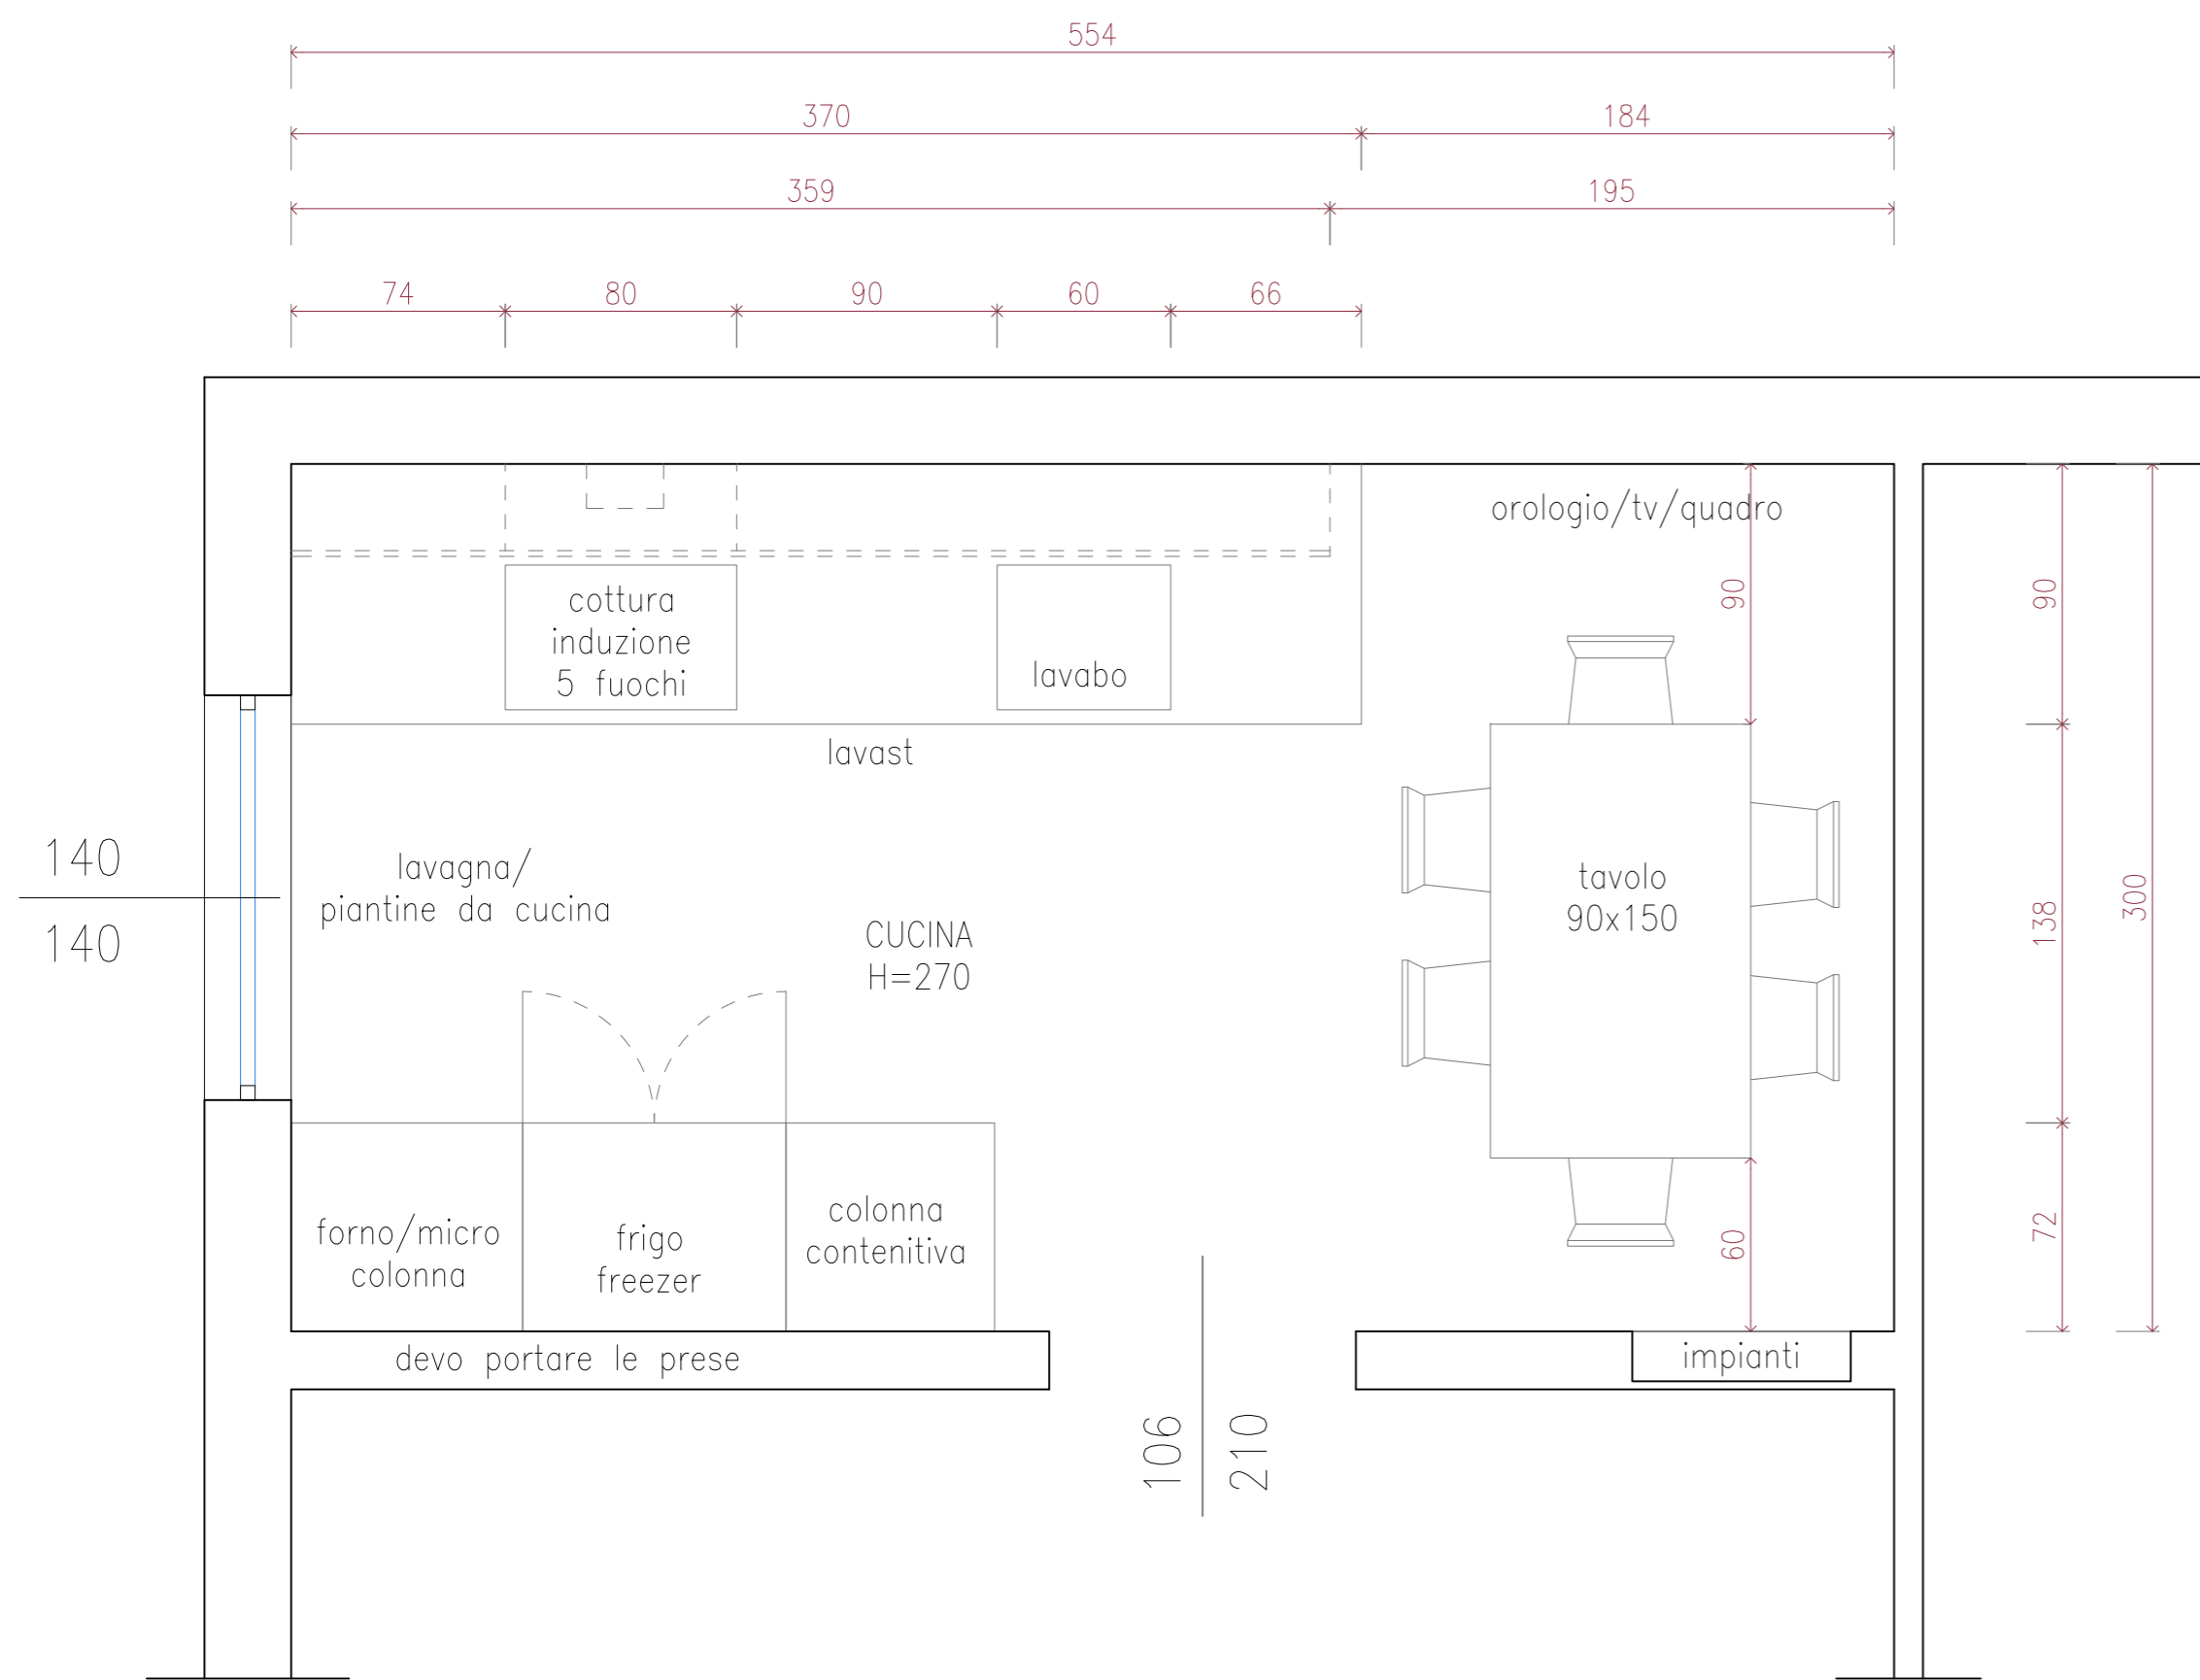 554
370
184
359
195
74
80
90
60
66
orologio/tv/quadro
cottura
induzione
5 fuochi
lavabo
90
90
lavast
140
140
lavagna/
piantine da cucina
CUCINA
H=270
tavolo
90x150
138
300
forno/micro
colonna
frigo
freezer
colonna
contenitiva
60
72
devo portare le prese
impianti
106
210